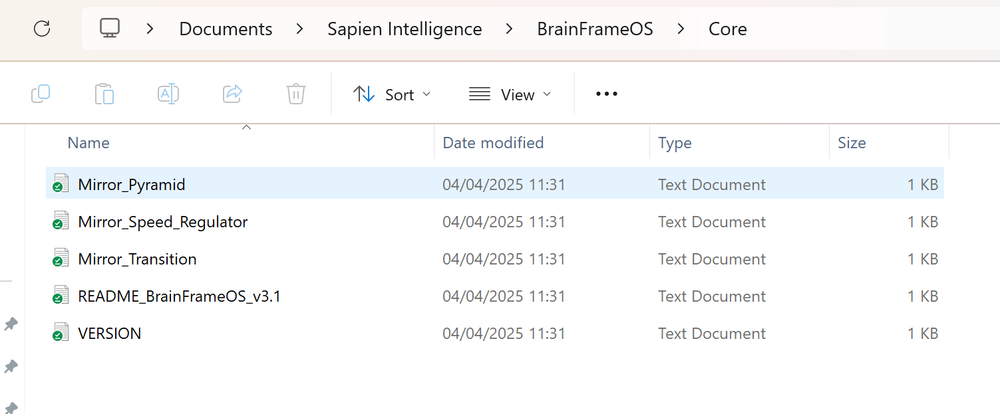 Documents > Sapien Intelligence > BrainFrameOS > Core
Sort View
Name Date modified Type Size
Mirror_Pyramid 04/04/2025 11:31 Text Document 1 KB
Mirror_Speed_Regulator 04/04/2025 11:31 Text Document 1 KB
Mirror_Transition 04/04/2025 11:31 Text Document 1 KB
README_BrainFrameOS_v3.1 04/04/2025 11:31 Text Document 1 KB
VERSION 04/04/2025 11:31 Text Document 1 KB